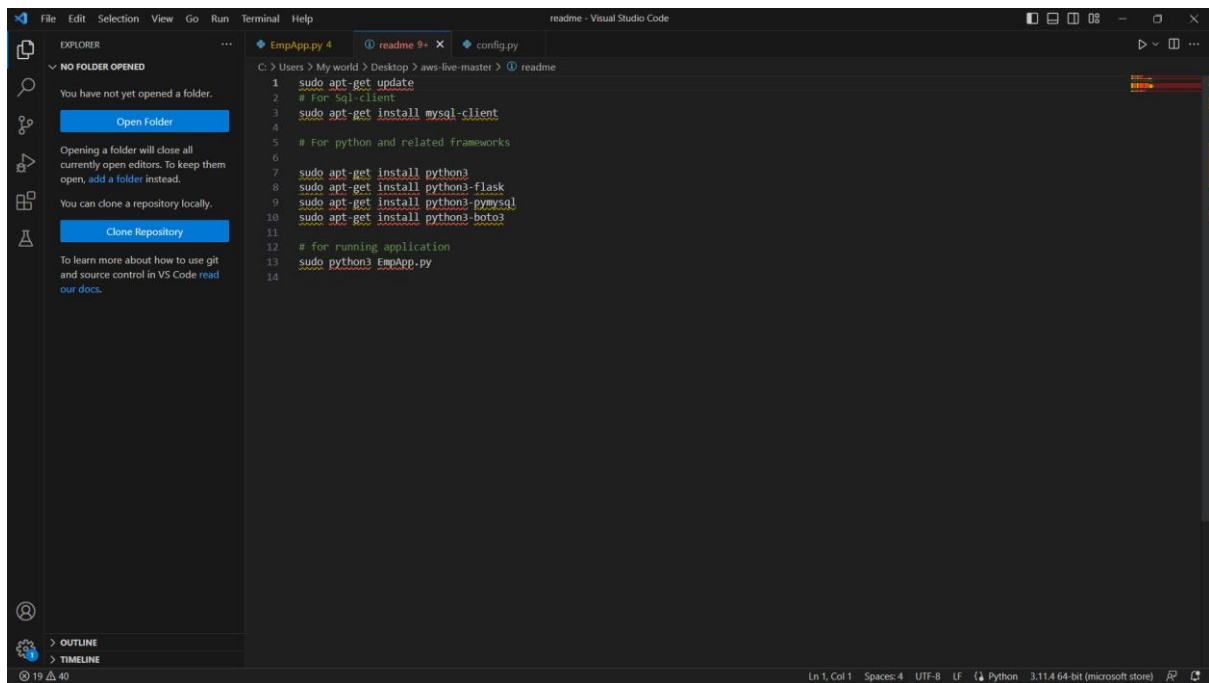 File Edit Selection View Go Run Terminal Help
readme - Visual Studio Code
EXPLORER
EmpApp.py 4
readme 9+
config.py
NO FOLDER OPENED
C: > Users > My world > Desktop > aws-live-master > readme
You have not yet opened a folder.
Open Folder
Opening a folder will close all
currently open editors. To keep them
open, add a folder instead.
You can clone a repository locally.
Clone Repository
To learn more about how to use git
and source control in VS Code read
our docs.
1 sudo apt-get update
2 # For Sql-client
3 sudo apt-get install mysql-client
4
5 # For python and related frameworks
6
7 sudo apt-get install python3
8 sudo apt-get install python3-flask
9 sudo apt-get install python3-pymysql
10 sudo apt-get install python3-boto3
11
12 # for running application
13 sudo python3 EmpApp.py
14
OUTLINE
TIMELINE
1
19 40
Ln 1, Col 1 Spaces: 4 UTF-8 LF Python 3.11.4 64-bit (microsoft store)